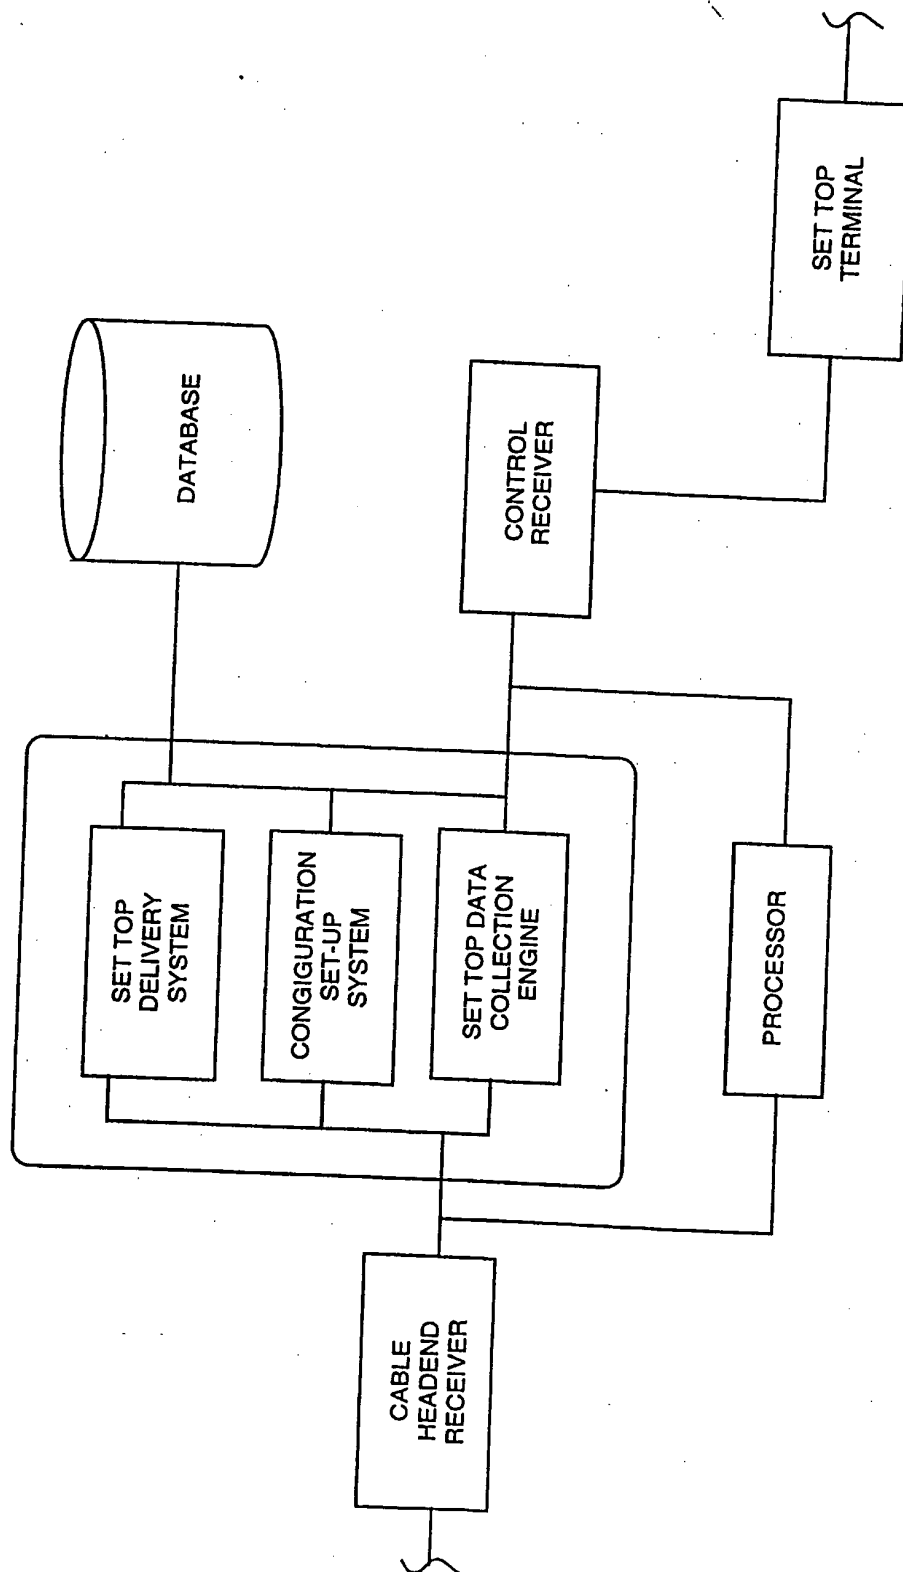 CABLE
HEADEND
RECEIVER
SET TOP
DELIVERY
SYSTEM
CONGIGURATION
SET-UP
SYSTEM
SET TOP DATA
COLLECTION
ENGINE
PROCESSOR
DATABASE
CONTROL
RECEIVER
SET TOP
TERMINAL